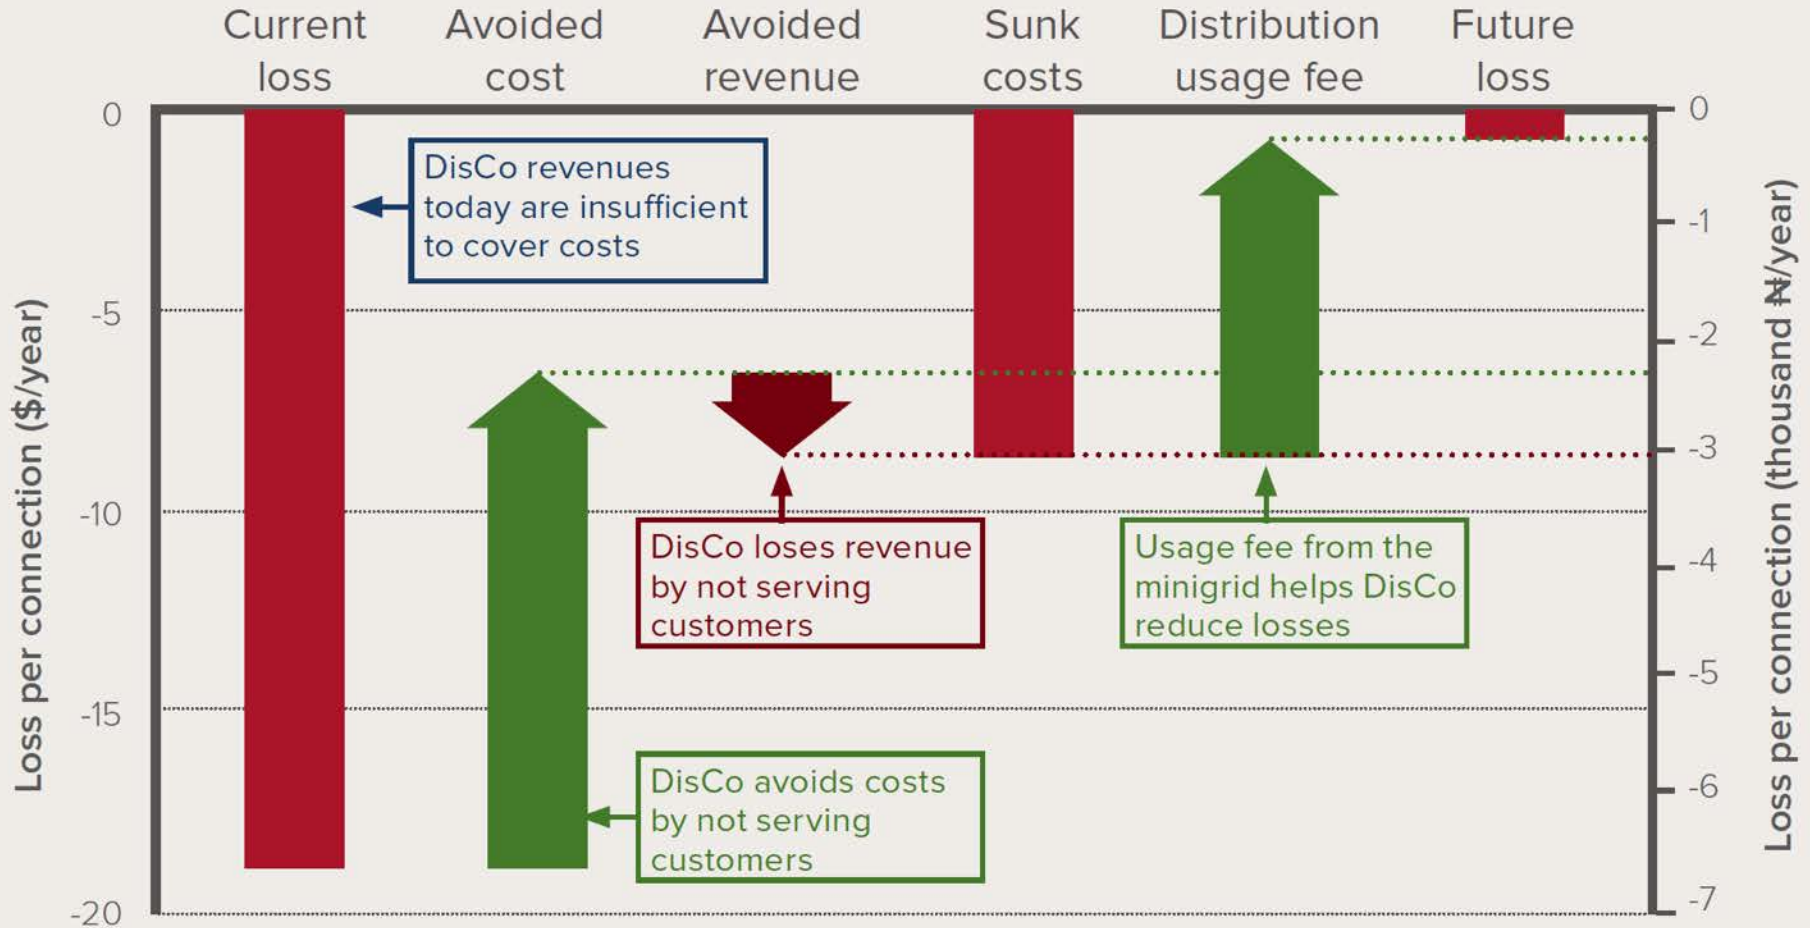 Current
loss
Avoided
cost
Avoided
revenue
Sunk
costs
Distribution
usage fee
Future
loss
Loss per connection ($/year)
0
-5
-10
-15
-20
DisCo revenues
today are insufficient
to cover costs
DisCo loses revenue
by not serving
customers
Usage fee from the
minigrid helps DisCo
reduce losses
DisCo avoids costs
by not serving
customers
0
-1
-2
-3
-4
-5
-6
-7
Loss per connection (thousand ₦/year)